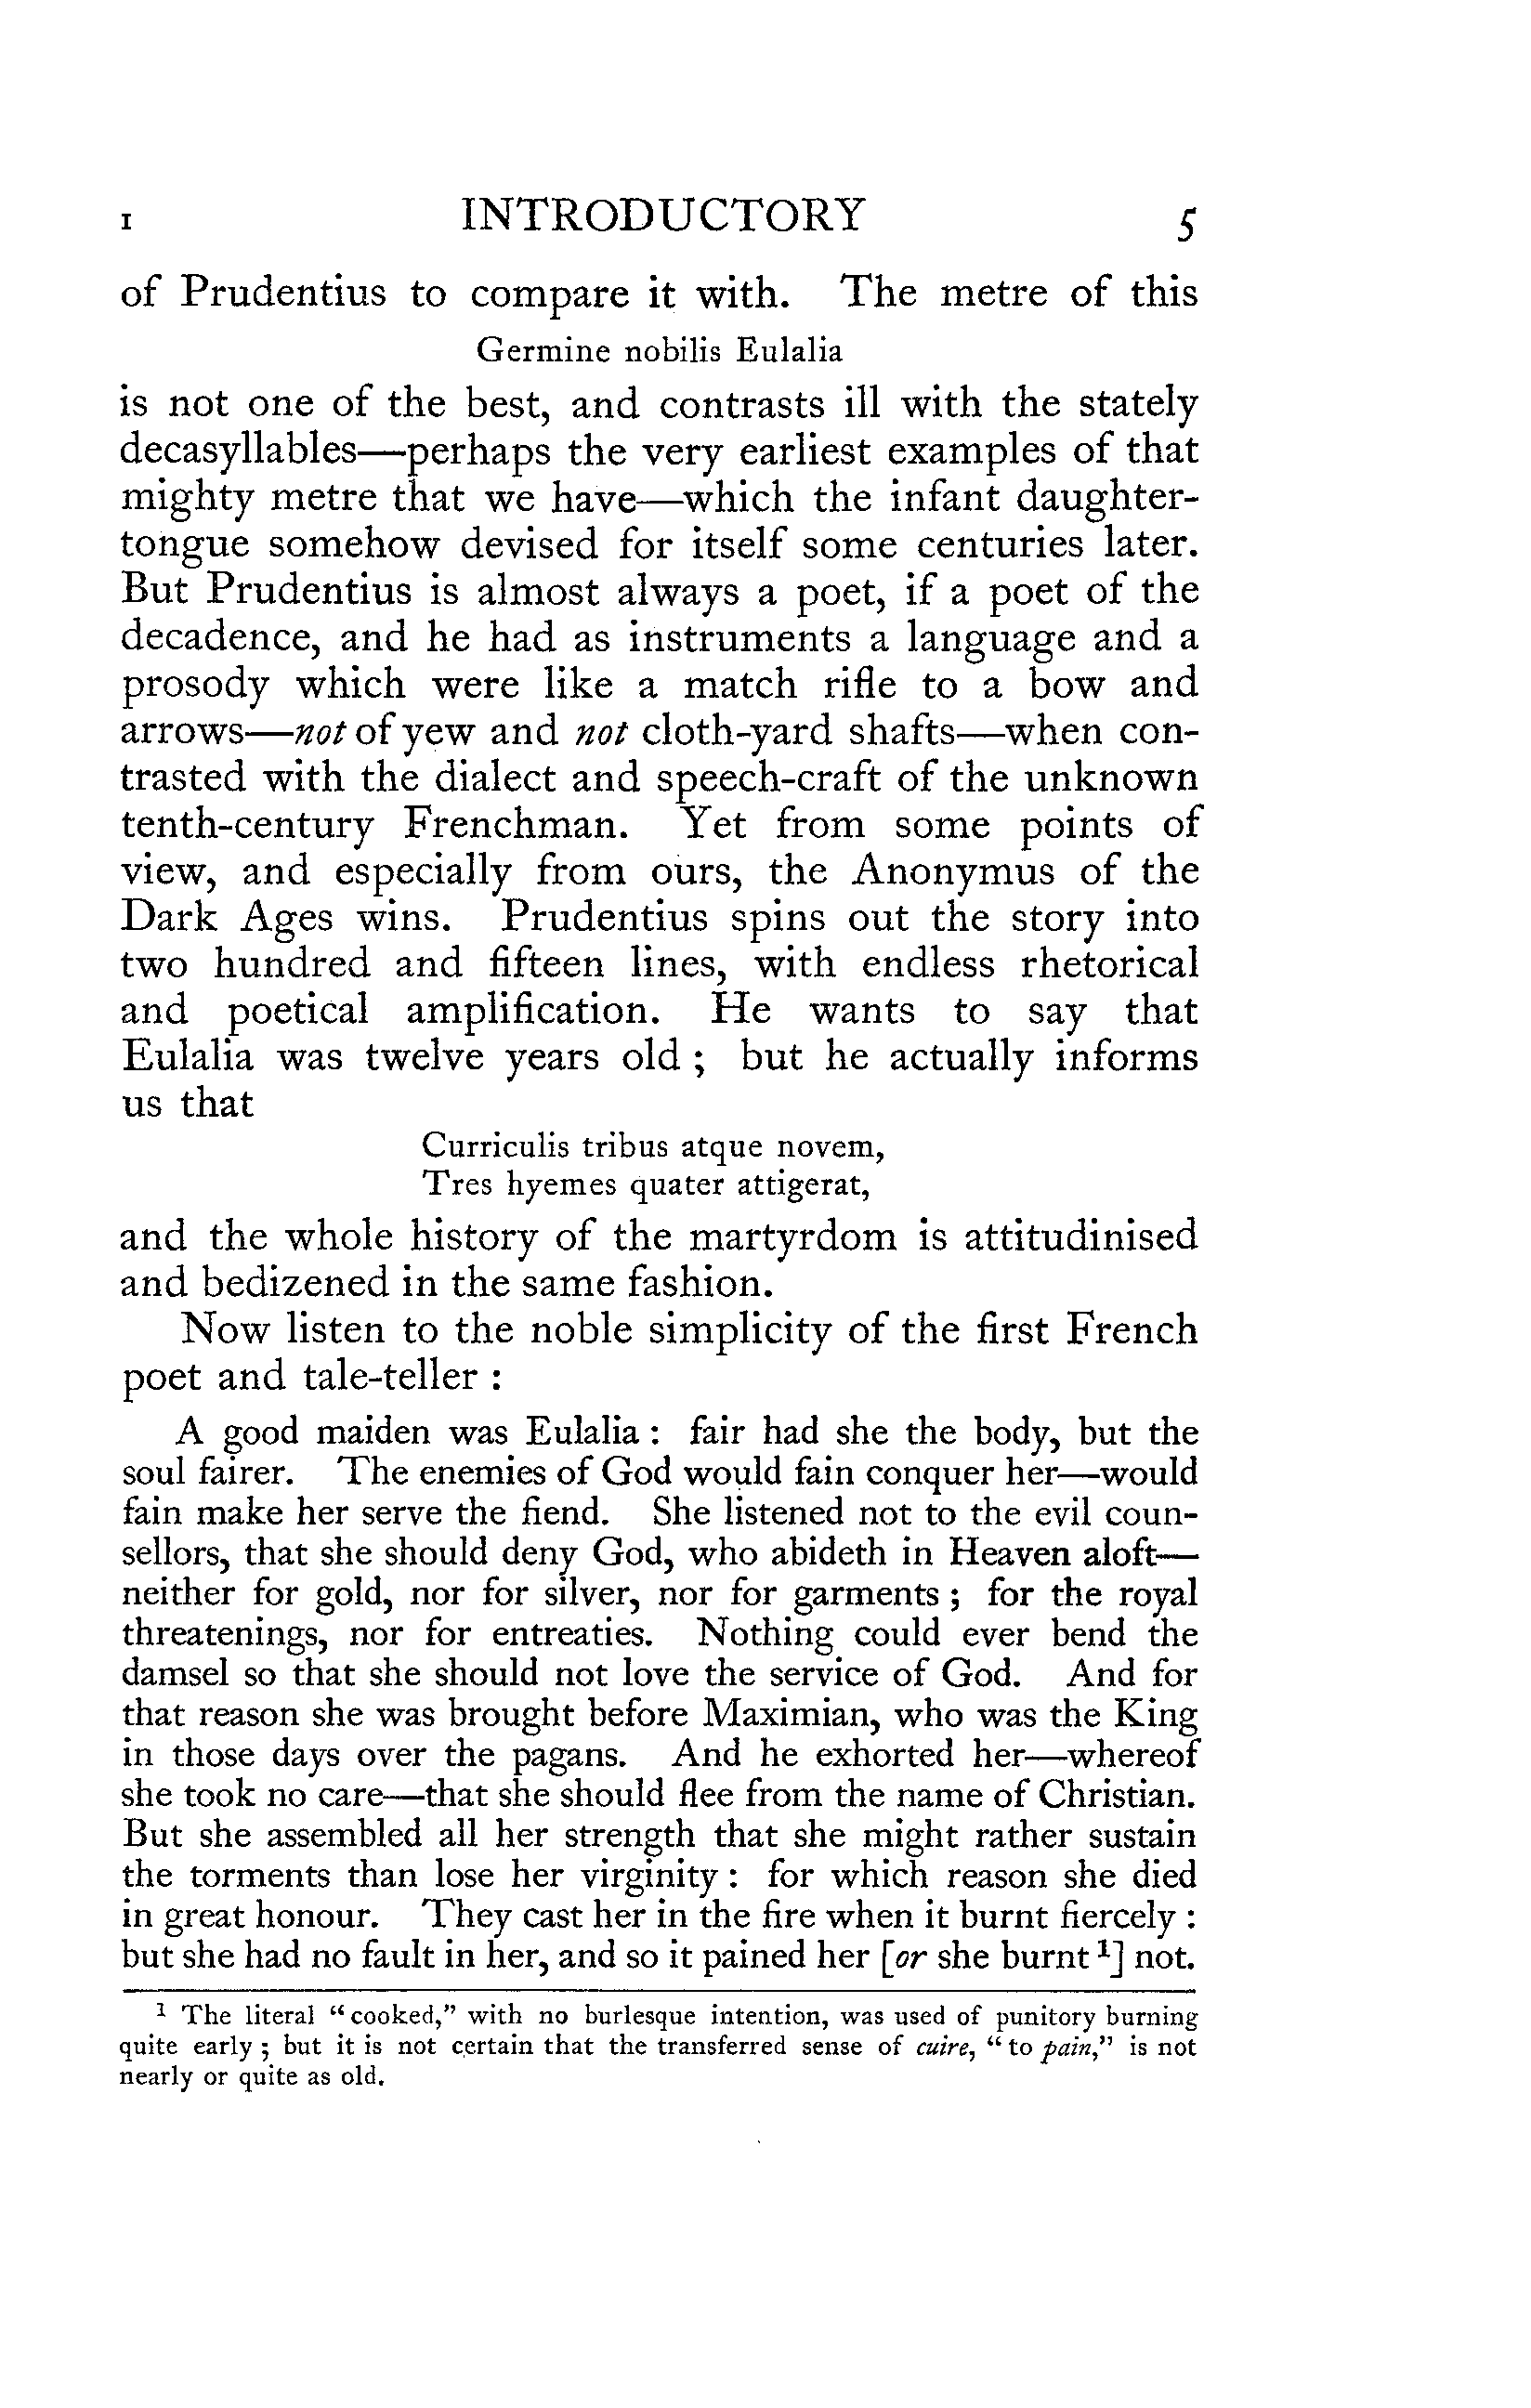 I INTRODUCTORY 5
of Prudentius to compare it with. The metre of this
Germine nobilis Eulalia
is not one of the best, and contrasts ill with the stately
decasyllables—perhaps the very earliest examples of that
mighty metre that we have—which the infant daughter-
tongue somehow devised for itself some centuries later.
But Prudentius is almost always a poet, if a poet of the
decadence, and he had as instruments a language and a
prosody which were like a match rifle to a bow and
arrows—not of yew and not cloth-yard shafts—when con-
trasted with the dialect and speech-craft of the unknown
tenth-century Frenchman. Yet from some points of
view, and especially from ours, the Anonymus of the
Dark Ages wins. Prudentius spins out the story into
two hundred and fifteen lines, with endless rhetorical
and poetical amplification. He wants to say that
Eulalia was twelve years old ; but he actually informs
us that
Curriculis tribus atque novem,
Tres hyemes quater attigerat,
and the whole history of the martyrdom is attitudinised
and bedizened in the same fashion.
Now listen to the noble simplicity of the first French
poet and tale-teller :
A good maiden was Eulalia : fair had she the body, but the
soul fairer. The enemies of God would fain conquer her—would
fain make her serve the fiend. She listened not to the evil coun-
sellors, that she should deny God, who abideth in Heaven aloft—
neither for gold, nor for silver, nor for garments ; for the royal
threatenings, nor for entreaties. Nothing could ever bend the
damsel so that she should not love the service of God. And for
that reason she was brought before Maximian, who was the King
in those days over the pagans. And he exhorted her—whereof
she took no care—that she should flee from the name of Christian.
But she assembled all her strength that she might rather sustain
the torments than lose her virginity : for which reason she died
in great honour. They cast her in the fire when it burnt fiercely :
but she had no fault in her, and so it pained her [or she burnt ¹] not.
¹ The literal “cooked,” with no burlesque intention, was used of punitory burning
quite early ; but it is not certain that the transferred sense of cuire, “to pain,” is not
nearly or quite as old.